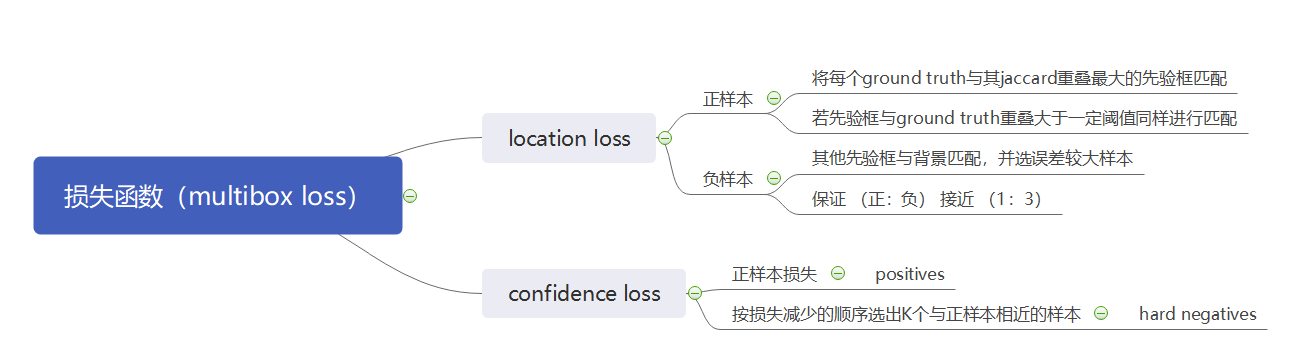 损失函数（multibox loss）
location loss
正样本
将每个ground truth与其jaccard重叠最大的先验框匹配
若先验框与ground truth重叠大于一定阈值同样进行匹配
负样本
其他先验框与背景匹配，并选误差较大样本
保证 （正：负） 接近 （1：3）
confidence loss
正样本损失
positives
按损失减少的顺序选出K个与正样本相近的样本
hard negatives